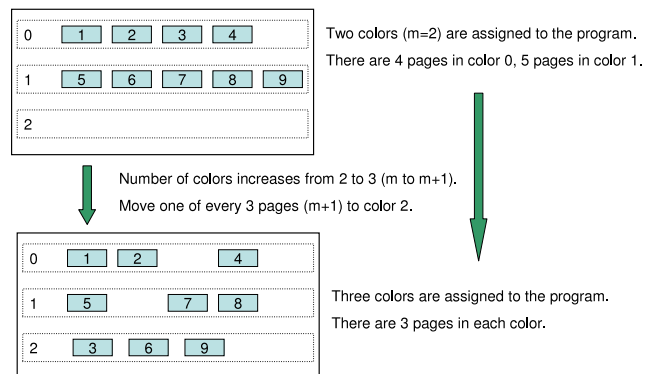 0 1 2 3 4
Two colors (m=2) are assigned to the program.
There are 4 pages in color 0, 5 pages in color 1.
1 5 6 7 8 9
2
Number of colors increases from 2 to 3 (m to m+1).
Move one of every 3 pages (m+1) to color 2.
0 1 2 4
1 5 7 8
Three colors are assigned to the program.
There are 3 pages in each color.
2 3 6 9